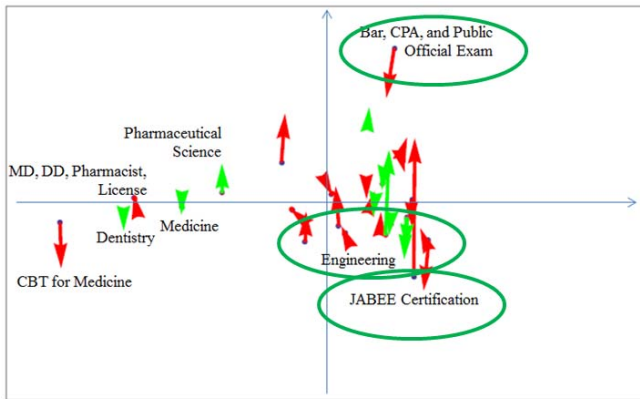 Bar, CPA, and Public
Official Exam
Pharmaceutical
Science
MD, DD, Pharmacist,
License
Medicine
Dentistry
Engineering
CBT for Medicine
JABEE Certification